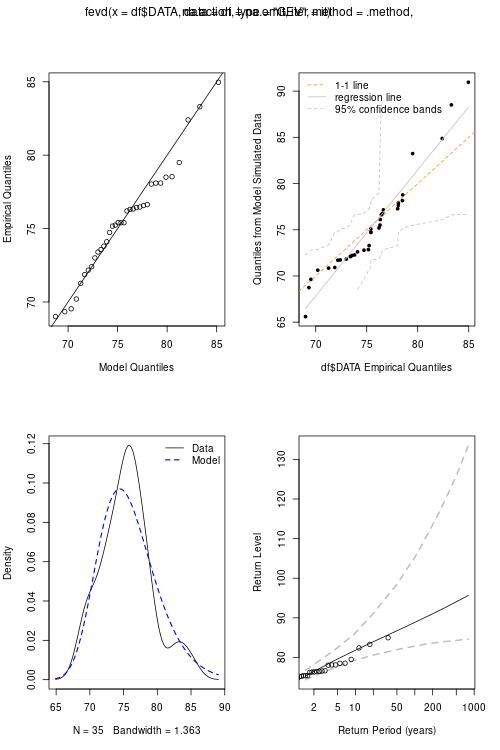 fevd(x = df$DATA, data = df, type = "GEV", method = .method,
85
80
75
70
Empirical Quantiles
70 75 80 85
Model Quantiles
1-1 line
regression line
95% confidence bands
90
85
80
75
70
65
Quantiles from Model Simulated Data
70 75 80 85
df$DATA Empirical Quantiles
Data
Model
0.12
0.10
0.08
0.06
0.04
0.02
0.00
Density
65 70 75 80 85 90
N = 35 Bandwidth = 1.363
130
120
110
100
90
80
Return Level
2 5 10 50 200 1000
Return Period (years)